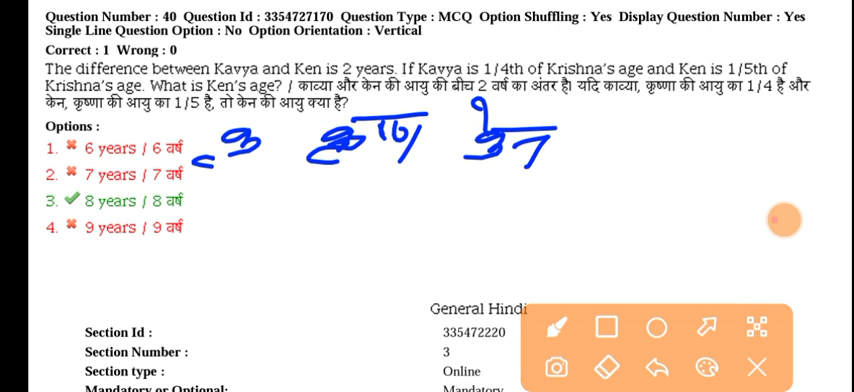 Question Number : 40 Question Id : 3354727170 Question Type : MCQ Option Shuffling : Yes Display Question Number : Yes
Single Line Question Option : No Option Orientation : Vertical
Correct : 1 Wrong : 0
The difference between Kavya and Ken is 2 years. If Kavya is 1/4th of Krishna's age and Ken is 1/5th of
Krishna's age. What is Ken's age? / काव्या और केन की आयु की बीच 2 वर्ष का अंतर है। यदि काव्या, कृष्णा की आयु का 1/4 है और
केन, कृष्णा की आयु का 1/5 है, तो केन की आयु क्या है?
Options :
1. 6 years / 6 वर्ष
2. 7 years / 7 वर्ष
3. 8 years / 8 वर्ष
4. 9 years / 9 वर्ष
General Hindi
Section Id : 335472220
Section Number : 3
Section type : Online
Mandatory or Optional: Mandatory